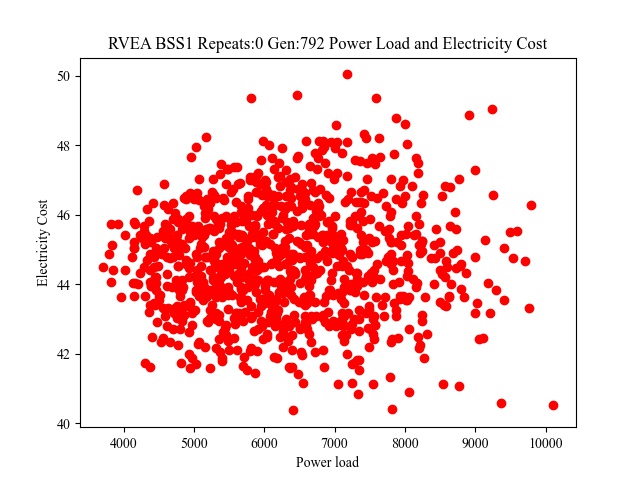 RVEA BSS1 Repeats:0 Gen:792 Power Load and Electricity Cost
50
48
46
44
42
40
Electricity Cost
4000 5000 6000 7000 8000 9000 10000
Power load